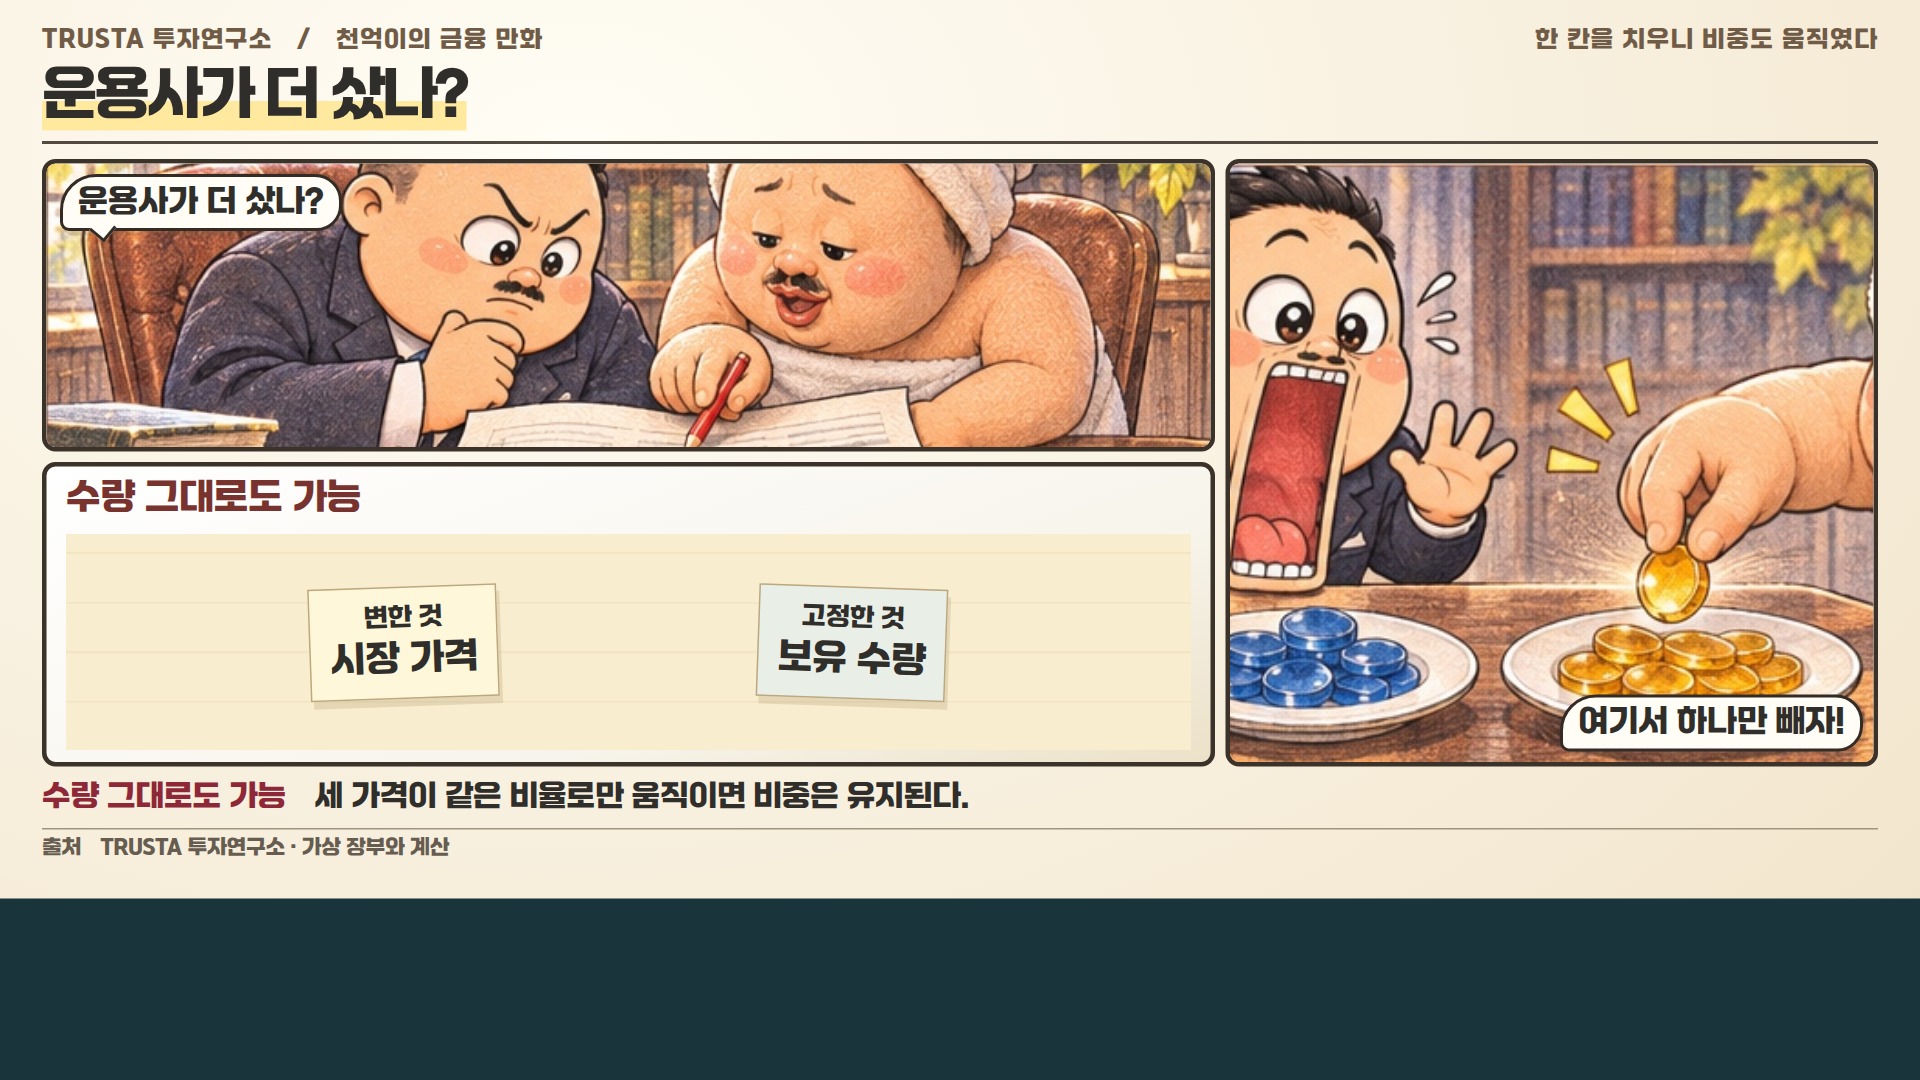 TRUSTA 투자연구소 / 천억이의 금융 만화
한 칸을 치우니 비중도 움직였다
운용사가 더 샀나?
운용사가 더 샀나?
수량 그대로도 가능
변한 것
시장 가격
고정한 것
보유 수량
여기서 하나만 빼자!
수량 그대로도 가능 세 가격이 같은 비율로만 움직이면 비중은 유지된다.
출처 TRUSTA 투자연구소 · 가상 장부와 계산